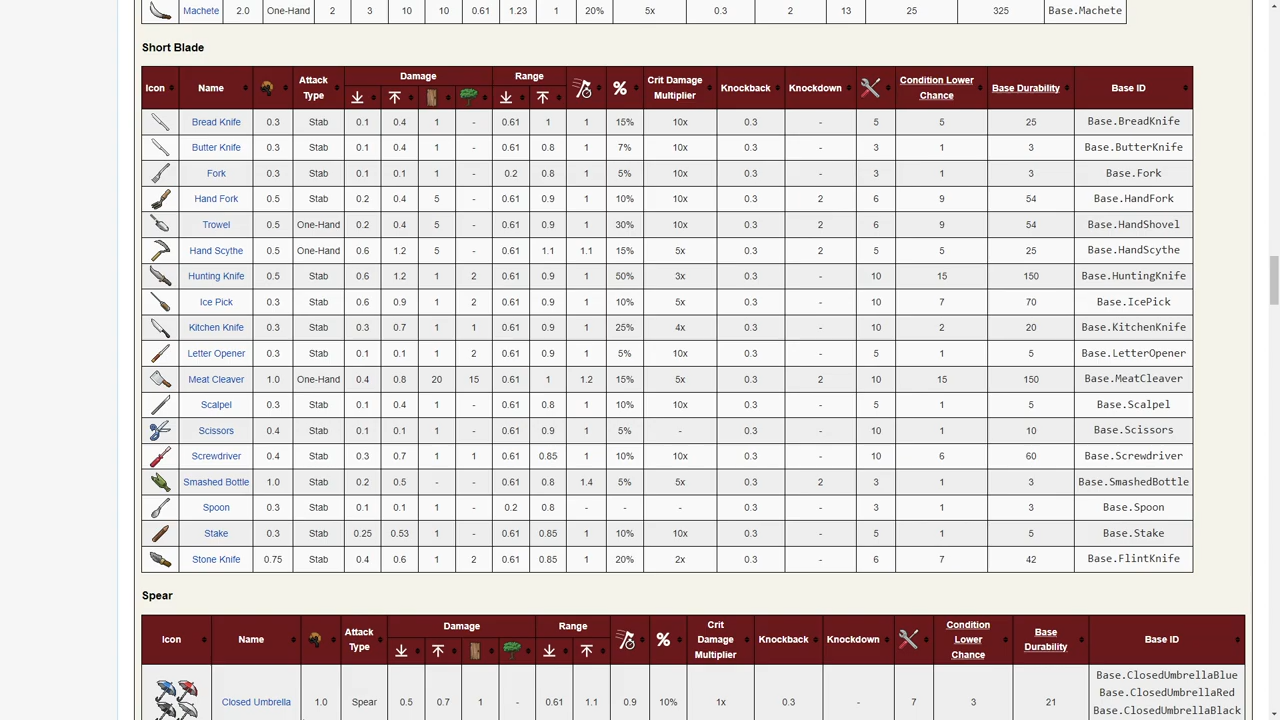 Machete 2.0 One-Hand 2 3 10 10 0.61 1.23 1 20% 5x 0.3 2 13 25 325 Base.Machete
Short Blade
Icon Name Attack Type Damage Range % Crit Damage Multiplier Knockback Knockdown Condition Lower Chance Base Durability Base ID
Bread Knife 0.3 Stab 0.1 0.4 1 - 0.61 1 1 15% 10x 0.3 - 5 5 25 Base.BreadKnife
Butter Knife 0.3 Stab 0.1 0.4 1 - 0.61 0.8 1 7% 10x 0.3 - 3 1 3 Base.ButterKnife
Fork 0.3 Stab 0.1 0.1 1 - 0.2 0.8 1 5% 10x 0.3 - 3 1 3 Base.Fork
Hand Fork 0.5 Stab 0.2 0.4 5 - 0.61 0.9 1 10% 10x 0.3 2 6 9 54 Base.HandFork
Trowel 0.5 One-Hand 0.2 0.4 5 - 0.61 0.9 1 30% 10x 0.3 2 6 9 54 Base.HandShovel
Hand Scythe 0.5 One-Hand 0.6 1.2 5 - 0.61 1.1 1.1 15% 5x 0.3 2 5 5 25 Base.HandScythe
Hunting Knife 0.5 Stab 0.6 1.2 1 2 0.61 0.9 1 50% 3x 0.3 - 10 15 150 Base.HuntingKnife
Ice Pick 0.3 Stab 0.6 0.9 1 2 0.61 0.9 1 10% 5x 0.3 - 10 7 70 Base.IcePick
Kitchen Knife 0.3 Stab 0.3 0.7 1 1 0.61 0.9 1 25% 4x 0.3 - 10 2 20 Base.KitchenKnife
Letter Opener 0.3 Stab 0.1 0.1 1 2 0.61 0.9 1 5% 10x 0.3 - 5 1 5 Base.LetterOpener
Meat Cleaver 1.0 One-Hand 0.4 0.8 20 15 0.61 1 1.2 15% 5x 0.3 2 10 15 150 Base.MeatCleaver
Scalpel 0.3 Stab 0.1 0.4 1 - 0.61 0.8 1 10% 10x 0.3 - 5 1 5 Base.Scalpel
Scissors 0.4 Stab 0.1 0.1 1 - 0.61 0.9 1 5% - 0.3 - 10 1 10 Base.Scissors
Screwdriver 0.4 Stab 0.3 0.7 1 1 0.61 0.85 1 10% 10x 0.3 - 10 6 60 Base.Screwdriver
Smashed Bottle 1.0 Stab 0.2 0.5 - - 0.61 0.8 1.4 5% 5x 0.3 2 3 1 3 Base.SmashedBottle
Spoon 0.3 Stab 0.1 0.1 1 - 0.2 0.8 - - - 0.3 - 3 1 3 Base.Spoon
Stake 0.3 Stab 0.25 0.53 1 - 0.61 0.85 1 10% 10x 0.3 - 5 1 5 Base.Stake
Stone Knife 0.75 Stab 0.4 0.6 1 2 0.61 0.85 1 20% 2x 0.3 - 6 7 42 Base.FlintKnife
Spear
Icon Name Attack Type Damage Range % Crit Damage Multiplier Knockback Knockdown Condition Lower Chance Base Durability Base ID
Closed Umbrella 1.0 Spear 0.5 0.7 1 - 0.61 1.1 0.9 10% 1x 0.3 - 7 3 21 Base.ClosedUmbrellaBlue
Base.ClosedUmbrellaRed
Base.ClosedUmbrellaBlack